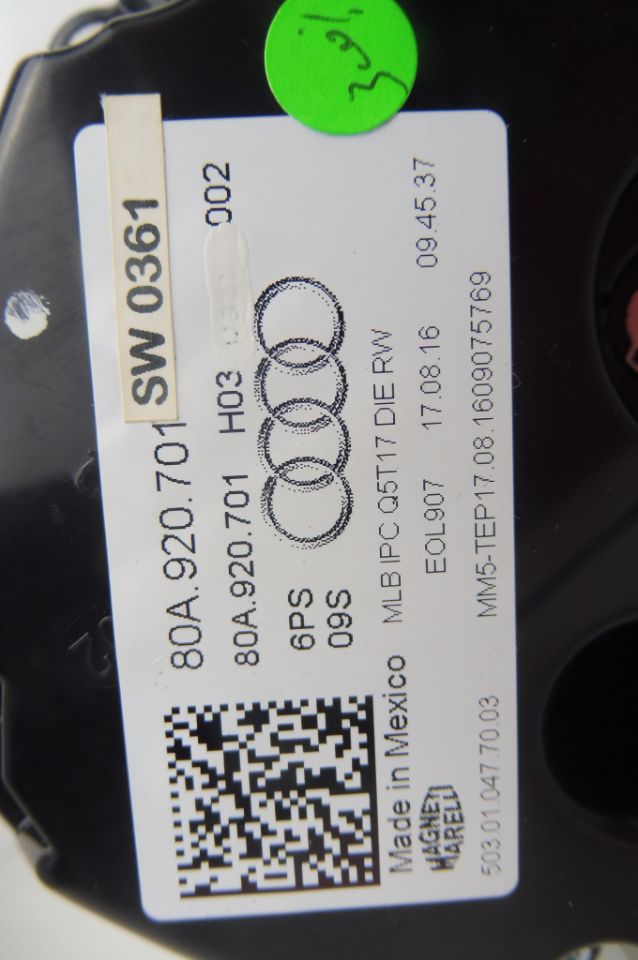 SW 0361
80A.920.701
80A.920.701 H03 002
6PS
09S
MLB IPC Q5T17 DIE RW
Made in Mexico
EOL907 17.08.16 09.45.37
MAGNETI
MARELLI
MM5-TEP17.08.1609075769
503.01.047.70.03